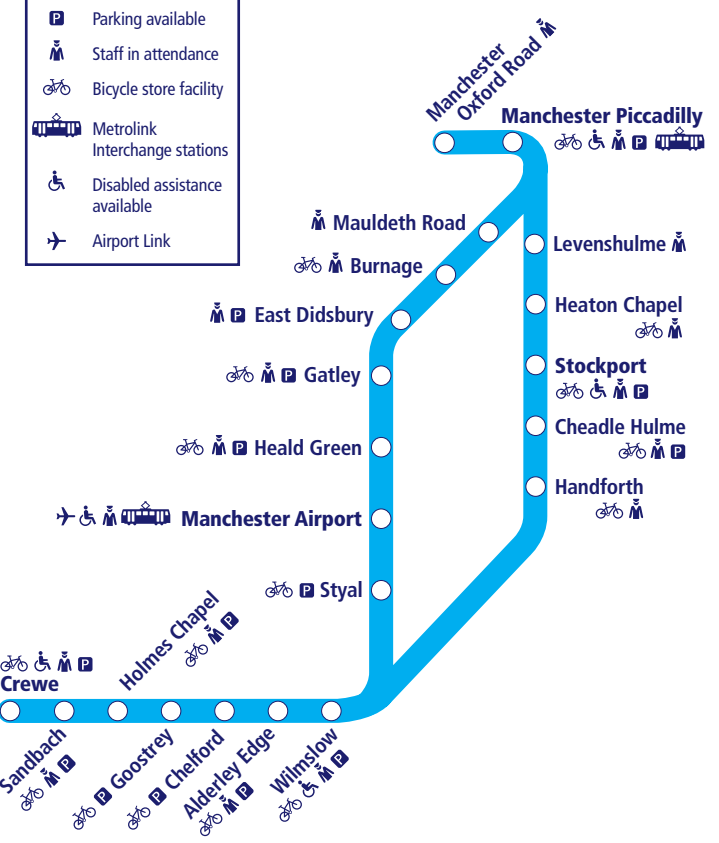 P Parking available
Staff in attendance
Bicycle store facility
Metrolink
Interchange stations
Disabled assistance
available
Airport Link
Manchester
Oxford Road
Manchester Piccadilly
P
Mauldeth Road
Levenshulme
Burnage
Heaton Chapel
P East Didsbury
Stockport
P
P Gatley
Cheadle Hulme
P
P Heald Green
Handforth
Manchester Airport
P Styal
Holmes Chapel
P
P
Crewe
Sandbach
P
P Goostrey
P Chelford
Alderley Edge
P
Wilmslow
P